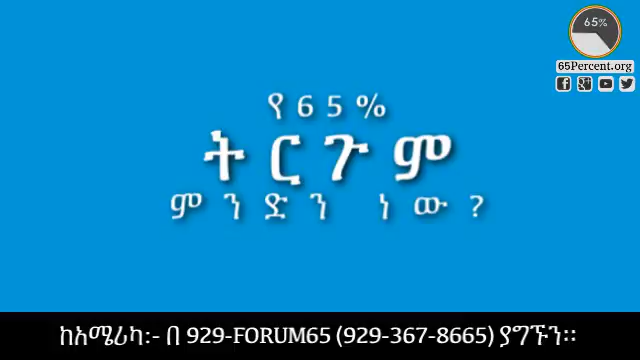 65%
65Percent.org
የ65%
ትርጉም
ምንድን ነው?
ከአሜሪካ:- በ 929-FORUM65 (929-367-8665) ያግኙን።